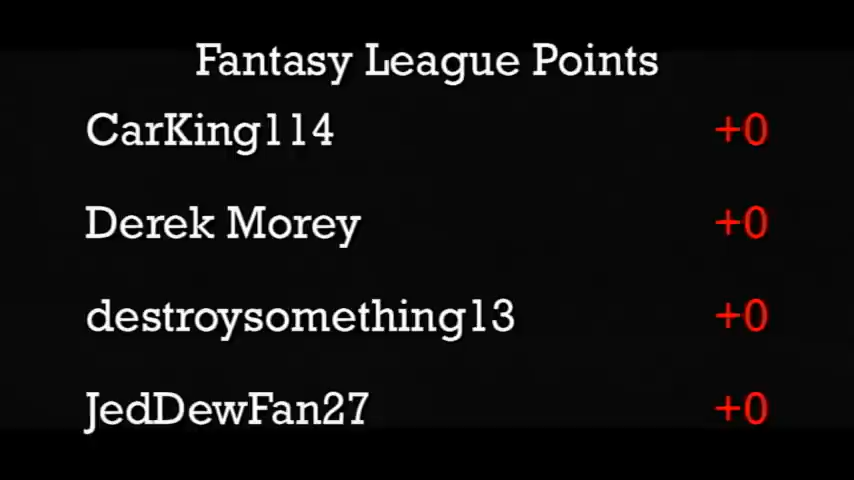 Fantasy League Points
CarKing114 +0
Derek Morey +0
destroysomething13 +0
JedDewFan27 +0